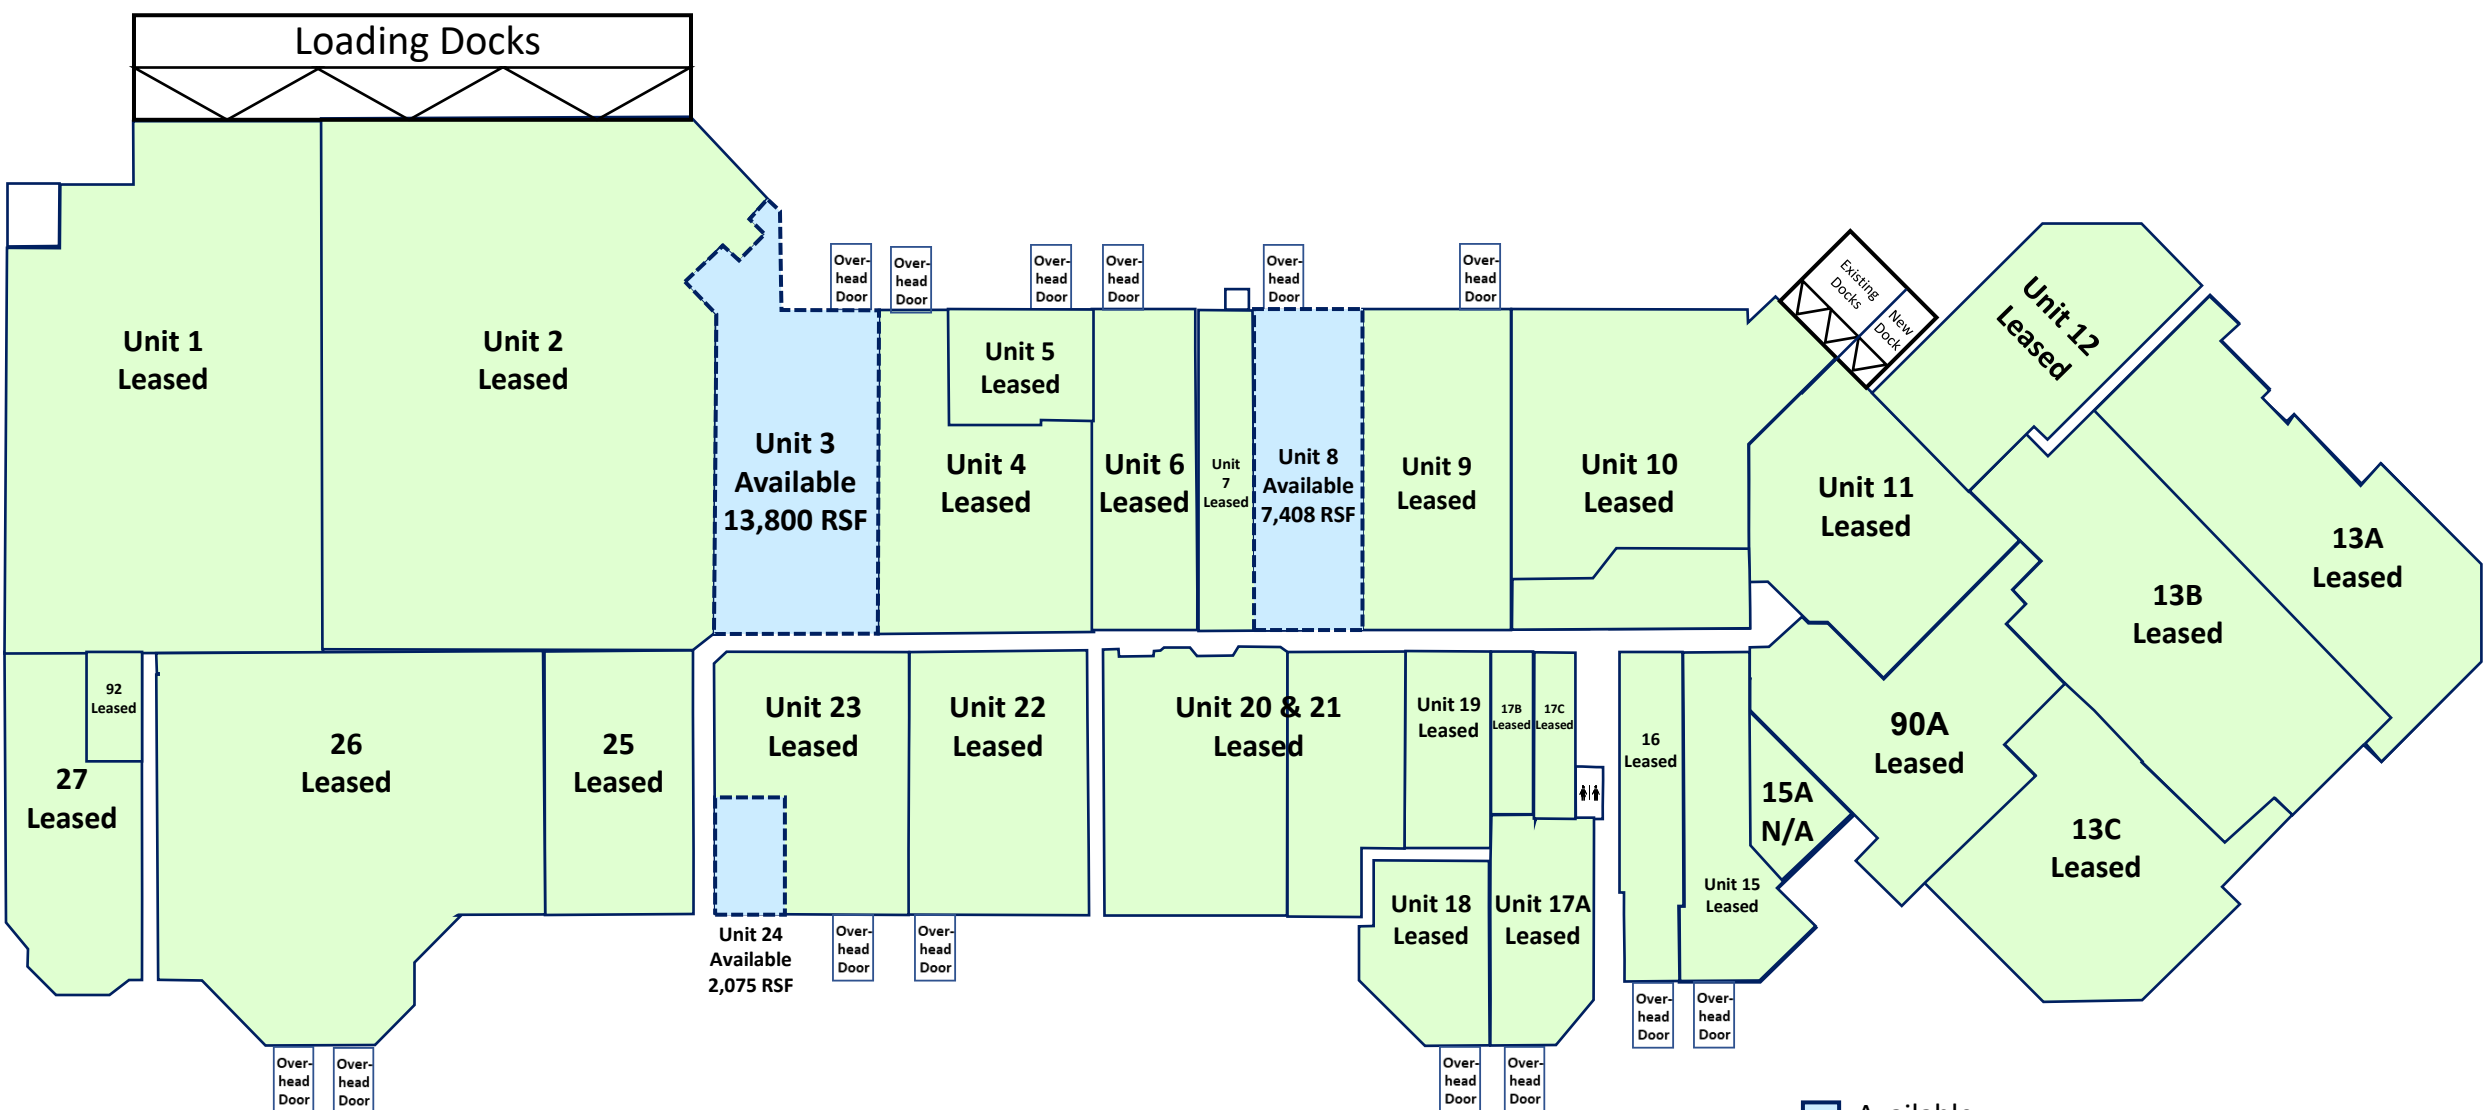 Loading Docks
Over-
head
Door
Over-
head
Door
Over-
head
Door
Over-
head
Door
Over-
head
Door
Over-
head
Door
Existing
Docks
New
Dock
Unit 12
Leased
Unit 1
Leased
Unit 2
Leased
Unit 3
Available
13,800 RSF
Unit 5
Leased
Unit 4
Leased
Unit 6
Leased
Unit
7
Leased
Unit 8
Available
7,408 RSF
Unit 9
Leased
Unit 10
Leased
Unit 11
Leased
13A
Leased
13B
Leased
92
Leased
27
Leased
26
Leased
25
Leased
Unit 23
Leased
Unit 22
Leased
Unit 20 & 21
Leased
Unit 19
Leased
17B
Leased
17C
Leased
16
Leased
15A
N/A
90A
Leased
13C
Leased
Unit 15
Leased
Unit 18
Leased
Unit 17A
Leased
Unit 24
Available
2,075 RSF
Over-
head
Door
Over-
head
Door
Over-
head
Door
Over-
head
Door
Over-
head
Door
Over-
head
Door
Over-
head
Door
Over-
head
Door
Available